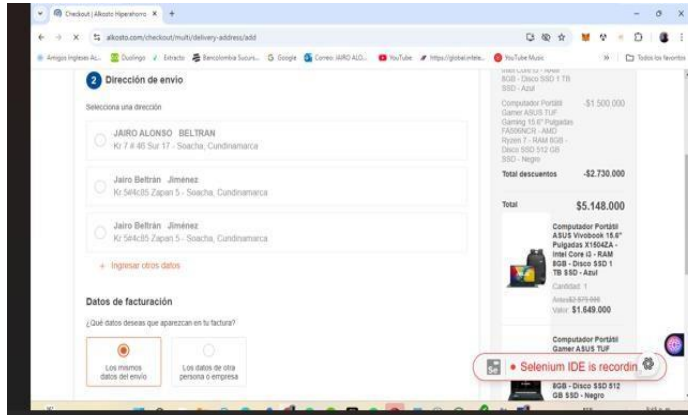 Checkout | Alkosto Hiperahorro
alkosto.com/checkout/multi/delivery-address/add
Duolingo
Extracto
Bancolombia Sucurs...
Google
Correo: JAIRO ALO...
YouTube
YouTube Music
Todos los favoritos
2 Dirección de envío
Selecciona una dirección
JAIRO ALONSO BELTRAN
Kr 7 # 46 Sur 17 - Soacha, Cundinamarca
Jairo Beltrán Jiménez
Kr 5#4c85 Zapan 5 - Soacha, Cundinamarca
Jairo Beltrán Jiménez
Kr 5#4c85 Zapan 5 - Soacha, Cundinamarca
+ Ingresar otros datos
Datos de facturación
¿Qué datos deseas que aparezcan en tu factura?
Los mismos
datos del envío
Los datos de otra
persona o empresa
8GB - Disco SSD 1 TB
SSD - Azul
Computador Portátil
Gamer ASUS TUF
Gaming 15.6" Pulgadas
FA506NCR - AMD
Ryzen 7 - RAM 8GB -
Disco SSD 512 GB
SSD - Negro
-$1.500.000
Total descuentos -$2.730.000
Total $5.148.000
Computador Portátil
ASUS Vivobook 15.6"
Pulgadas X1504ZA -
Intel Core i3 - RAM
8GB - Disco SSD 1
TB SSD - Azul
Cantidad: 1
Valor: $1.649.000
Computador Portátil
Gamer ASUS TUF
Se
Selenium IDE is recordin
8GB - Disco SSD 512
GB SSD - Negro